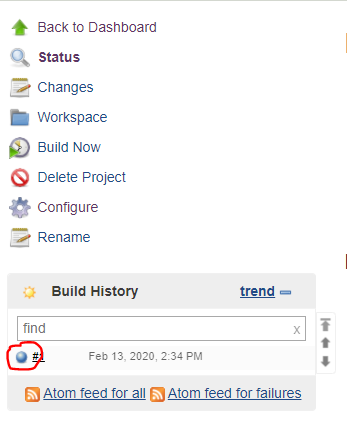 Back to Dashboard
Status
Changes
Workspace
Build Now
Delete Project
Configure
Rename
Build History trend
find x
Feb 13, 2020, 2:34 PM
Atom feed for all Atom feed for failures